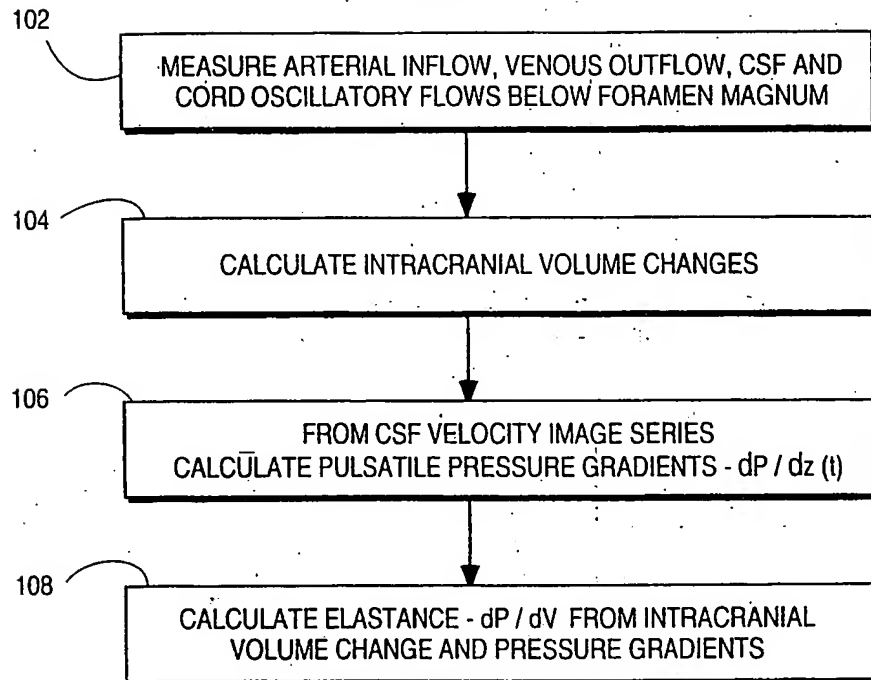 102
MEASURE ARTERIAL INFLOW, VENOUS OUTFLOW, CSF AND
CORD OSCILLATORY FLOWS BELOW FORAMEN MAGNUM
104
CALCULATE INTRACRANIAL VOLUME CHANGES
106
FROM CSF VELOCITY IMAGE SERIES
CALCULATE PULSATILE PRESSURE GRADIENTS - dP / dz (t)
108
CALCULATE ELASTANCE - dP / dV FROM INTRACRANIAL
VOLUME CHANGE AND PRESSURE GRADIENTS